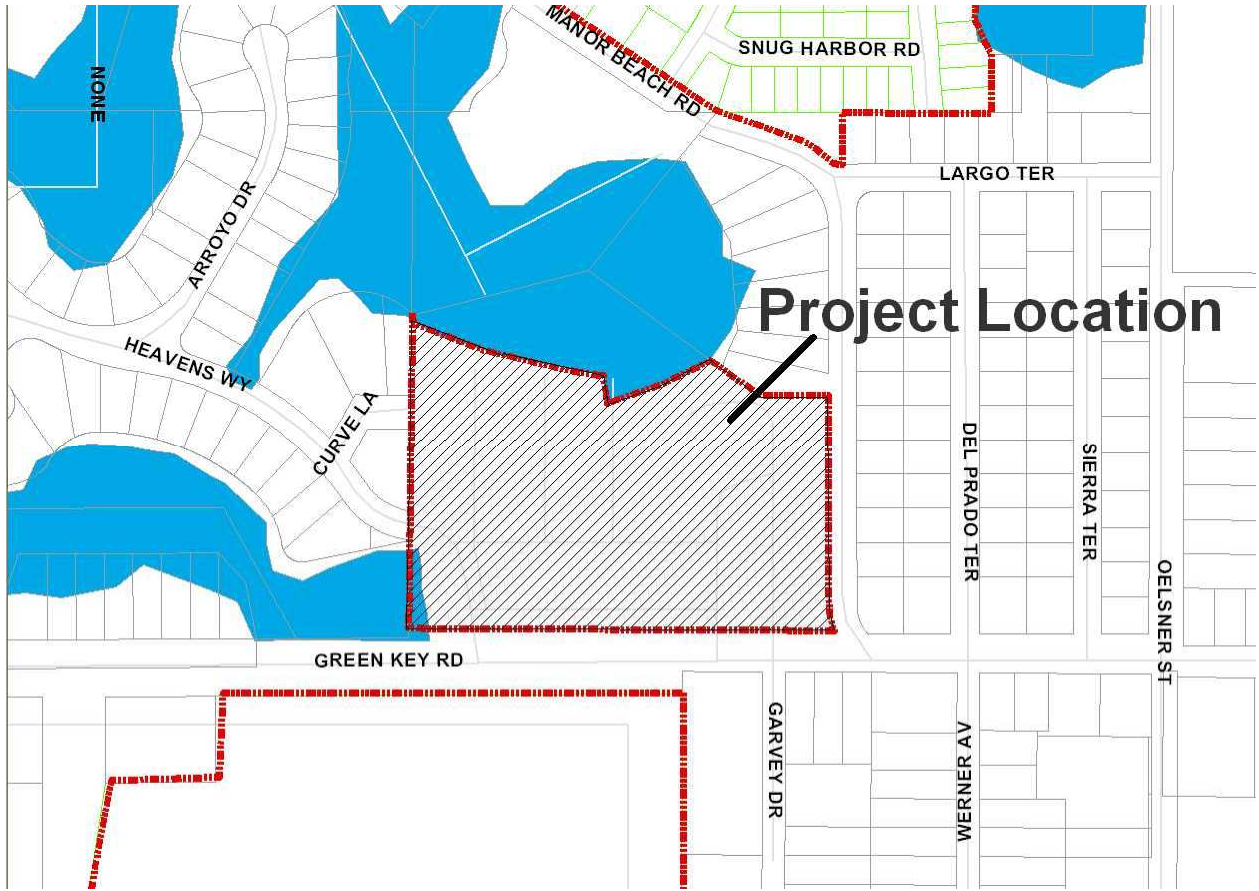 MANOR BEACH RD
SNUG HARBOR RD
NONE
LARGO TER
ARROYO DR
Project Location
HEAVENS WY
CURVE LA
DEL PRADO TER
SIERRA TER
OELSNER ST
GREEN KEY RD
GARVEY DR
WERNER AV